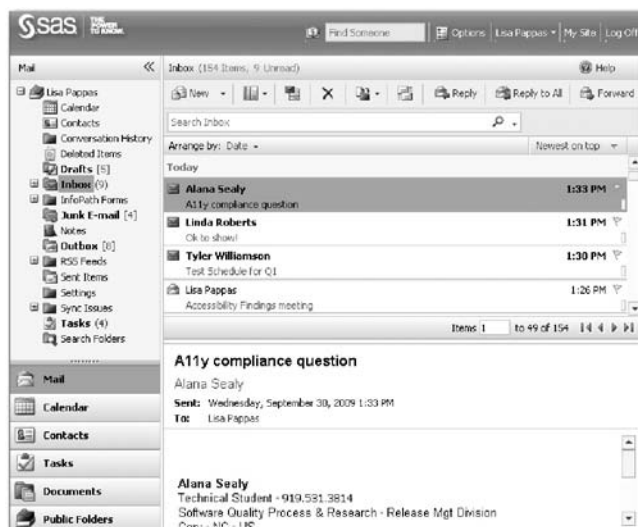 sas THE POWER TO KNOW.
Find Someone Options Lisa Pappas My Site Log Off
Mail
Lisa Pappas
Calendar
Contacts
Conversation History
Deleted Items
Drafts [5]
Inbox (9)
InfoPath Forms
Junk E-mail [4]
Notes
Outbox [8]
RSS Feeds
Sent Items
Settings
Sync Issues
Tasks (4)
Search Folders
Mail
Calendar
Contacts
Tasks
Documents
Public Folders
Inbox (154 Items, 9 Unread) Help
New Reply Reply to All Forward
Search Inbox
Arrange by: Date Newest on top
Today
Alana Sealy 1:33 PM
A11y compliance question
Linda Roberts 1:31 PM
Ok to show!
Tyler Williamson 1:30 PM
Test Schedule for Q1
Lisa Pappas 1:26 PM
Accessibility Findings meeting
Items 1 to 49 of 154
A11y compliance question
Alana Sealy
Sent: Wednesday, September 30, 2009 1:33 PM
To: Lisa Pappas
Alana Sealy
Technical Student - 919.531.3814
Software Quality Process & Research - Release Mgt Division
Cary - NC - US